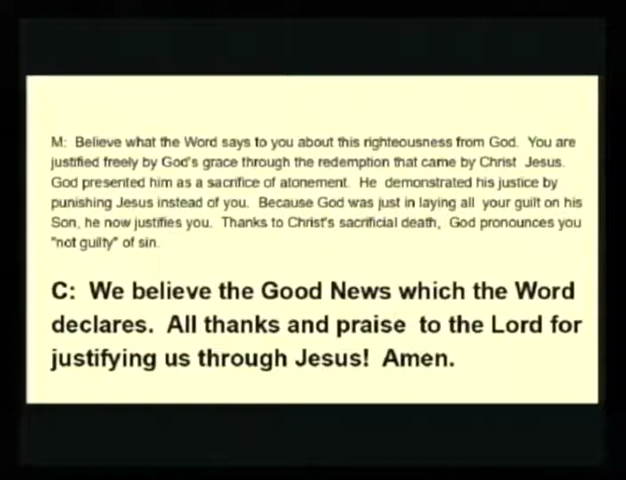 M: Believe what the Word says to you about this righteousness from God. You are
justified freely by God's grace through the redemption that came by Christ Jesus.
God presented him as a sacrifice of atonement. He demonstrated his justice by
punishing Jesus instead of you. Because God was just in laying all your guilt on his
Son, he now justifies you. Thanks to Christ's sacrificial death, God pronounces you
"not guilty" of sin.
C: We believe the Good News which the Word
declares. All thanks and praise to the Lord for
justifying us through Jesus! Amen.